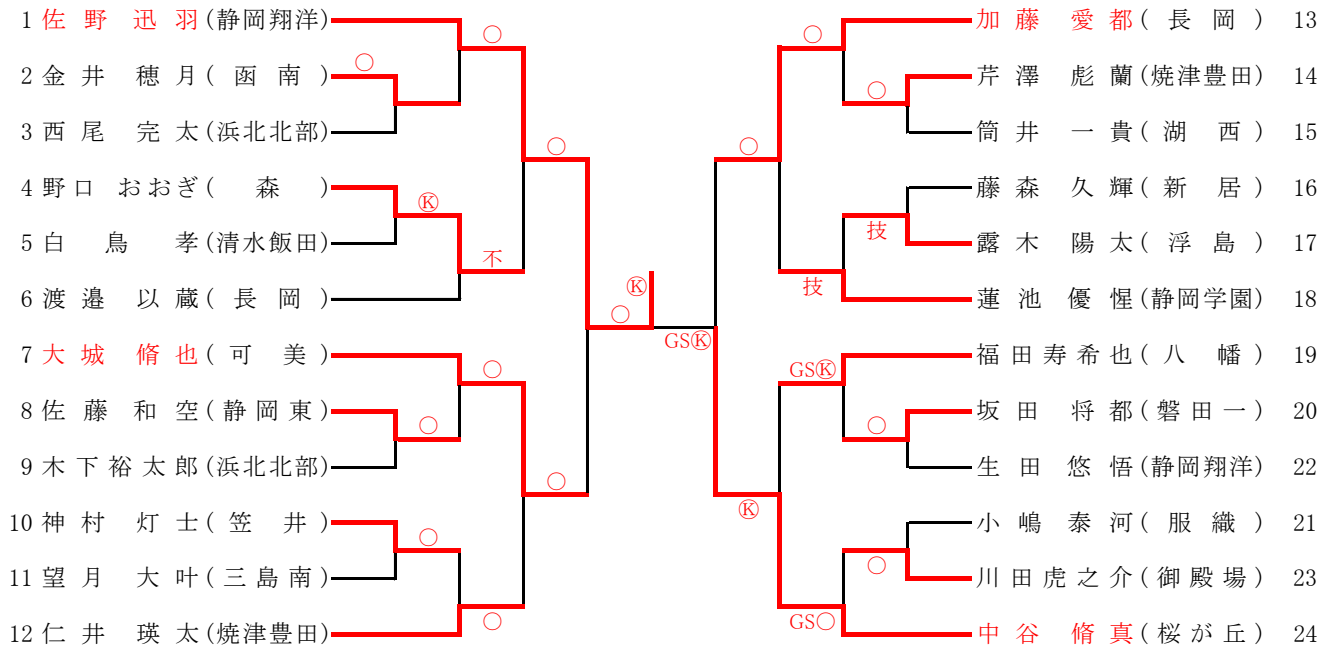 1 佐野 迅羽(静岡翔洋)
2 金井 穂月(函南)
3 西尾 完太(浜北北部)
4 野口 おおぎ(森)
5 白鳥 孝(清水飯田)
6 渡邉 以蔵(長岡)
7 大城 脩也(可美)
8 佐藤 和空(静岡東)
9 木下裕太郎(浜北北部)
10 神村 灯士(笠井)
11 望月 大叶(三島南)
12 仁井 瑛太(焼津豊田)
○
○
Ⓚ
不
○
○
○
○
○
○
○
Ⓚ
GSⓀ
○
○
○
技
技
GSⓀ
○
Ⓚ
○
GS○
加藤愛都(長岡) 13
芹澤彪蘭(焼津豊田) 14
筒井一貴(湖西) 15
藤森久輝(新居) 16
露木陽太(浮島) 17
蓮池優惺(静岡学園) 18
福田寿希也(八幡) 19
坂田将都(磐田一) 20
生田悠悟(静岡翔洋) 22
小嶋泰河(服織) 21
川田虎之介(御殿場) 23
中谷脩真(桜が丘) 24